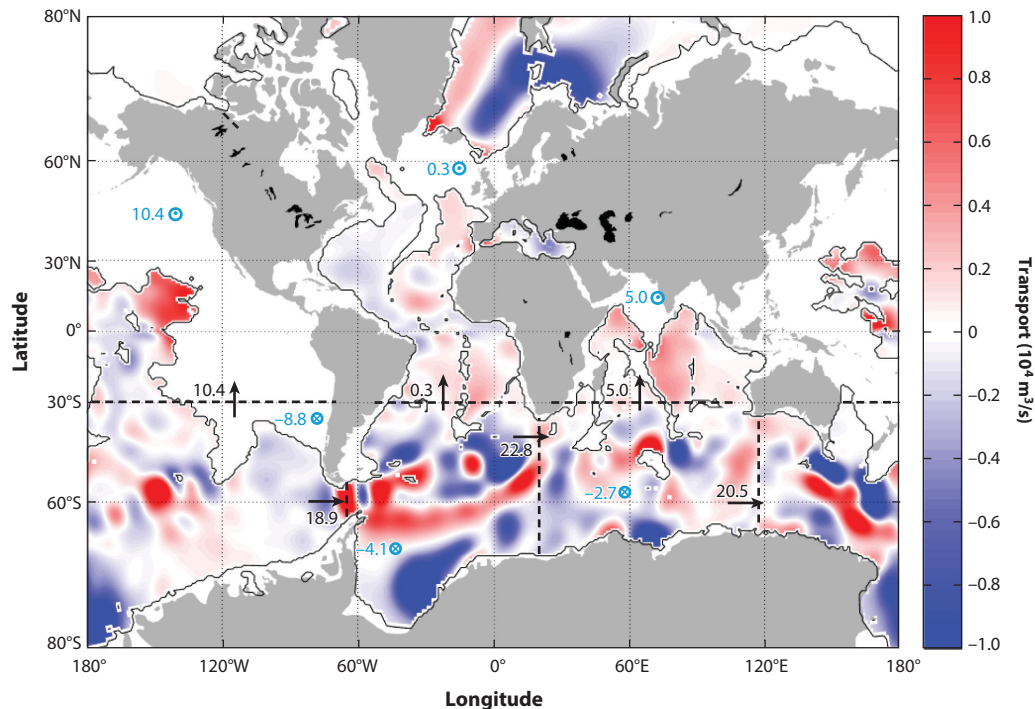 80°N
60°N
30°N
0°
30°S
60°S
80°S
Latitude
180°
120°W
60°W
0°
60°E
120°E
180°
Longitude
0.3
10.4
5.0
10.4
0.3
5.0
–8.8
22.8
–2.7
20.5
18.9
–4.1
1.0
0.8
0.6
0.4
0.2
0
–0.2
–0.4
–0.6
–0.8
–1.0
Transport (10⁴ m³/s)